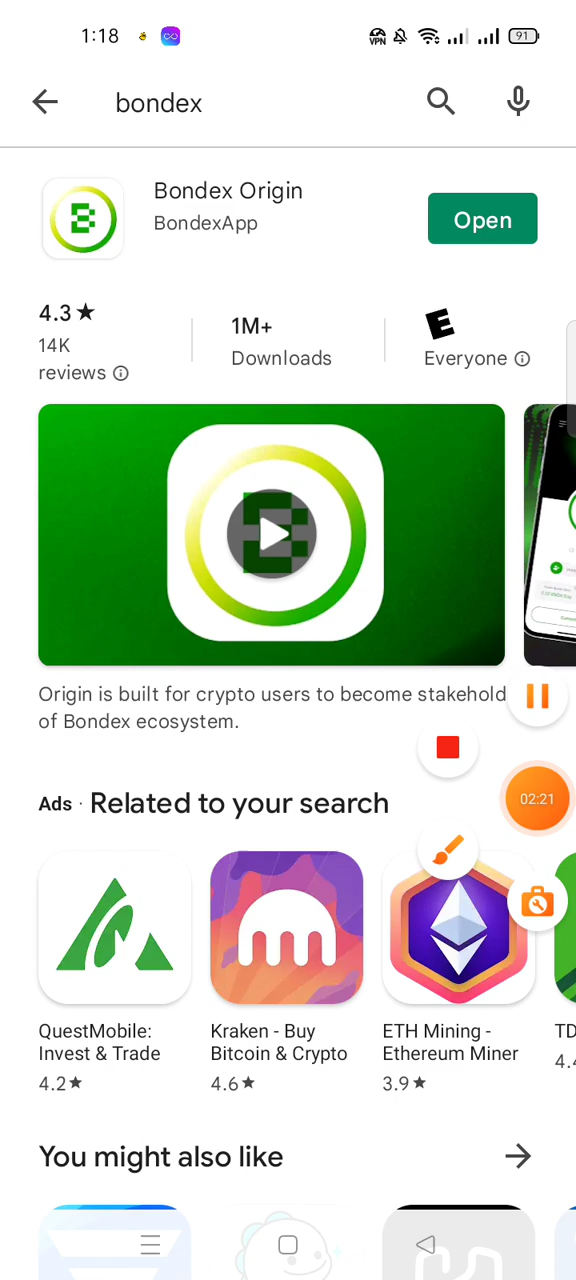 1:18
VPN
91
bondex
Bondex Origin
BondexApp
Open
4.3★
14K
reviews
1M+
Downloads
E
Everyone
Origin is built for crypto users to become stakehold
of Bondex ecosystem.
02:21
Ads · Related to your search
QuestMobile:
Invest & Trade
4.2★
Kraken - Buy
Bitcoin & Crypto
4.6★
ETH Mining -
Ethereum Miner
3.9★
TD
4.4
You might also like